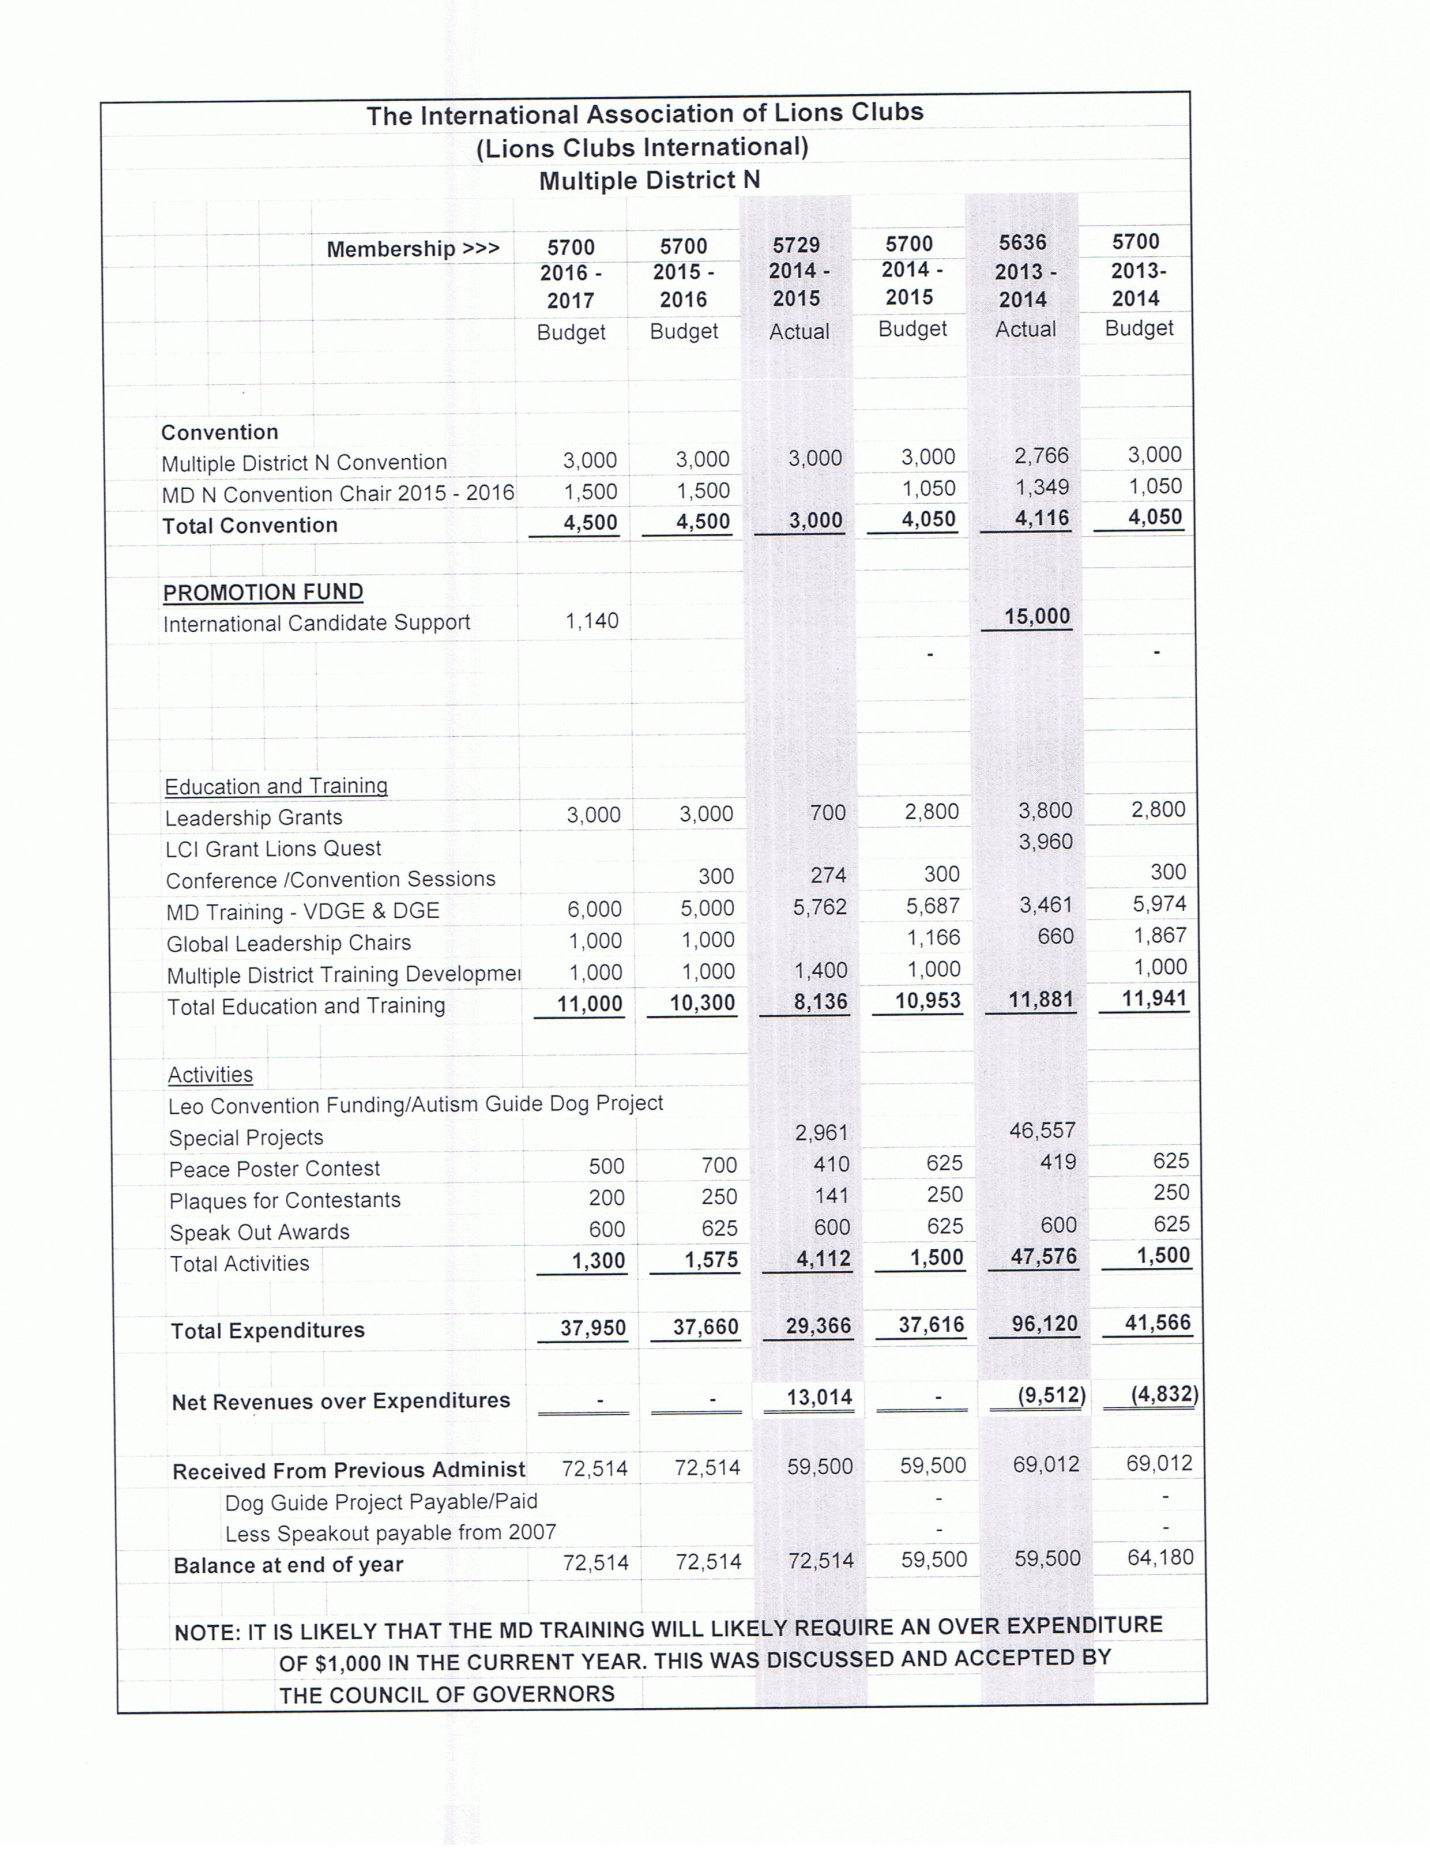 The International Association of Lions Clubs
(Lions Clubs International)
Multiple District N
Membership >>> 5700 5700 5729 5700 5636 5700
2016 - 2015 - 2014 - 2014 - 2013 - 2013-
2017 2016 2015 2015 2014 2014
Budget Budget Actual Budget Actual Budget
Convention
Multiple District N Convention 3,000 3,000 3,000 3,000 2,766 3,000
MD N Convention Chair 2015 - 2016 1,500 1,500 1,050 1,349 1,050
Total Convention 4,500 4,500 3,000 4,050 4,116 4,050
PROMOTION FUND
International Candidate Support 1,140 15,000
- -
Education and Training
Leadership Grants 3,000 3,000 700 2,800 3,800 2,800
LCI Grant Lions Quest 3,960
Conference /Convention Sessions 300 274 300 300
MD Training - VDGE & DGE 6,000 5,000 5,762 5,687 3,461 5,974
Global Leadership Chairs 1,000 1,000 1,166 660 1,867
Multiple District Training Developmer 1,000 1,000 1,400 1,000 1,000
Total Education and Training 11,000 10,300 8,136 10,953 11,881 11,941
Activities
Leo Convention Funding/Autism Guide Dog Project
Special Projects 2,961 46,557
Peace Poster Contest 500 700 410 625 419 625
Plaques for Contestants 200 250 141 250 250
Speak Out Awards 600 625 600 625 600 625
Total Activities 1,300 1,575 4,112 1,500 47,576 1,500
Total Expenditures 37,950 37,660 29,366 37,616 96,120 41,566
Net Revenues over Expenditures - - 13,014 - (9,512) (4,832)
Received From Previous Administ 72,514 72,514 59,500 59,500 69,012 69,012
Dog Guide Project Payable/Paid - -
Less Speakout payable from 2007 - -
Balance at end of year 72,514 72,514 72,514 59,500 59,500 64,180
NOTE: IT IS LIKELY THAT THE MD TRAINING WILL LIKELY REQUIRE AN OVER EXPENDITURE
OF $1,000 IN THE CURRENT YEAR. THIS WAS DISCUSSED AND ACCEPTED BY
THE COUNCIL OF GOVERNORS